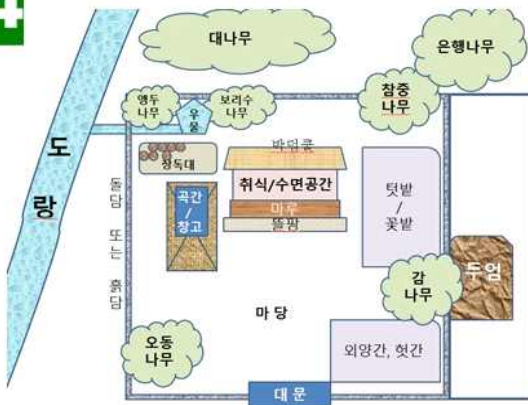 대나무
은행나무
앵두
나무
우
물
보리수
나무
참중
나무
도
랑
장독대
바덤쿨
취식/수면공간
마루
뜰팡
곡간
/
창고
텃밭
/
꽃밭
돌
담
또
는
흙
담
두엄
감
나무
마 당
오동
나무
외양간, 헛간
대 문